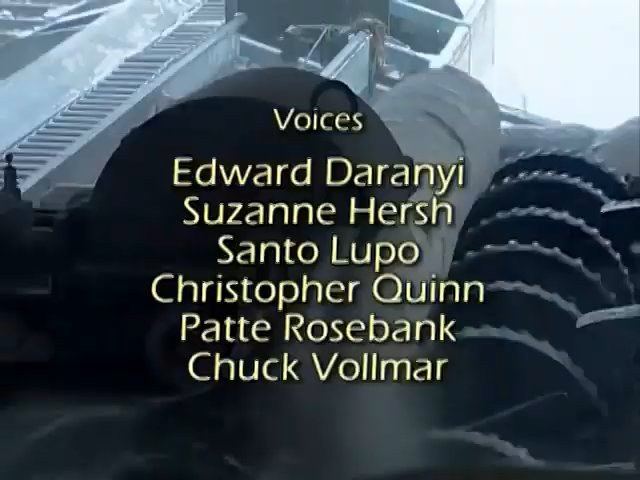 Voices
Edward Daranyi
Suzanne Hersh
Santo Lupo
Christopher Quinn
Patte Rosebank
Chuck Vollmar